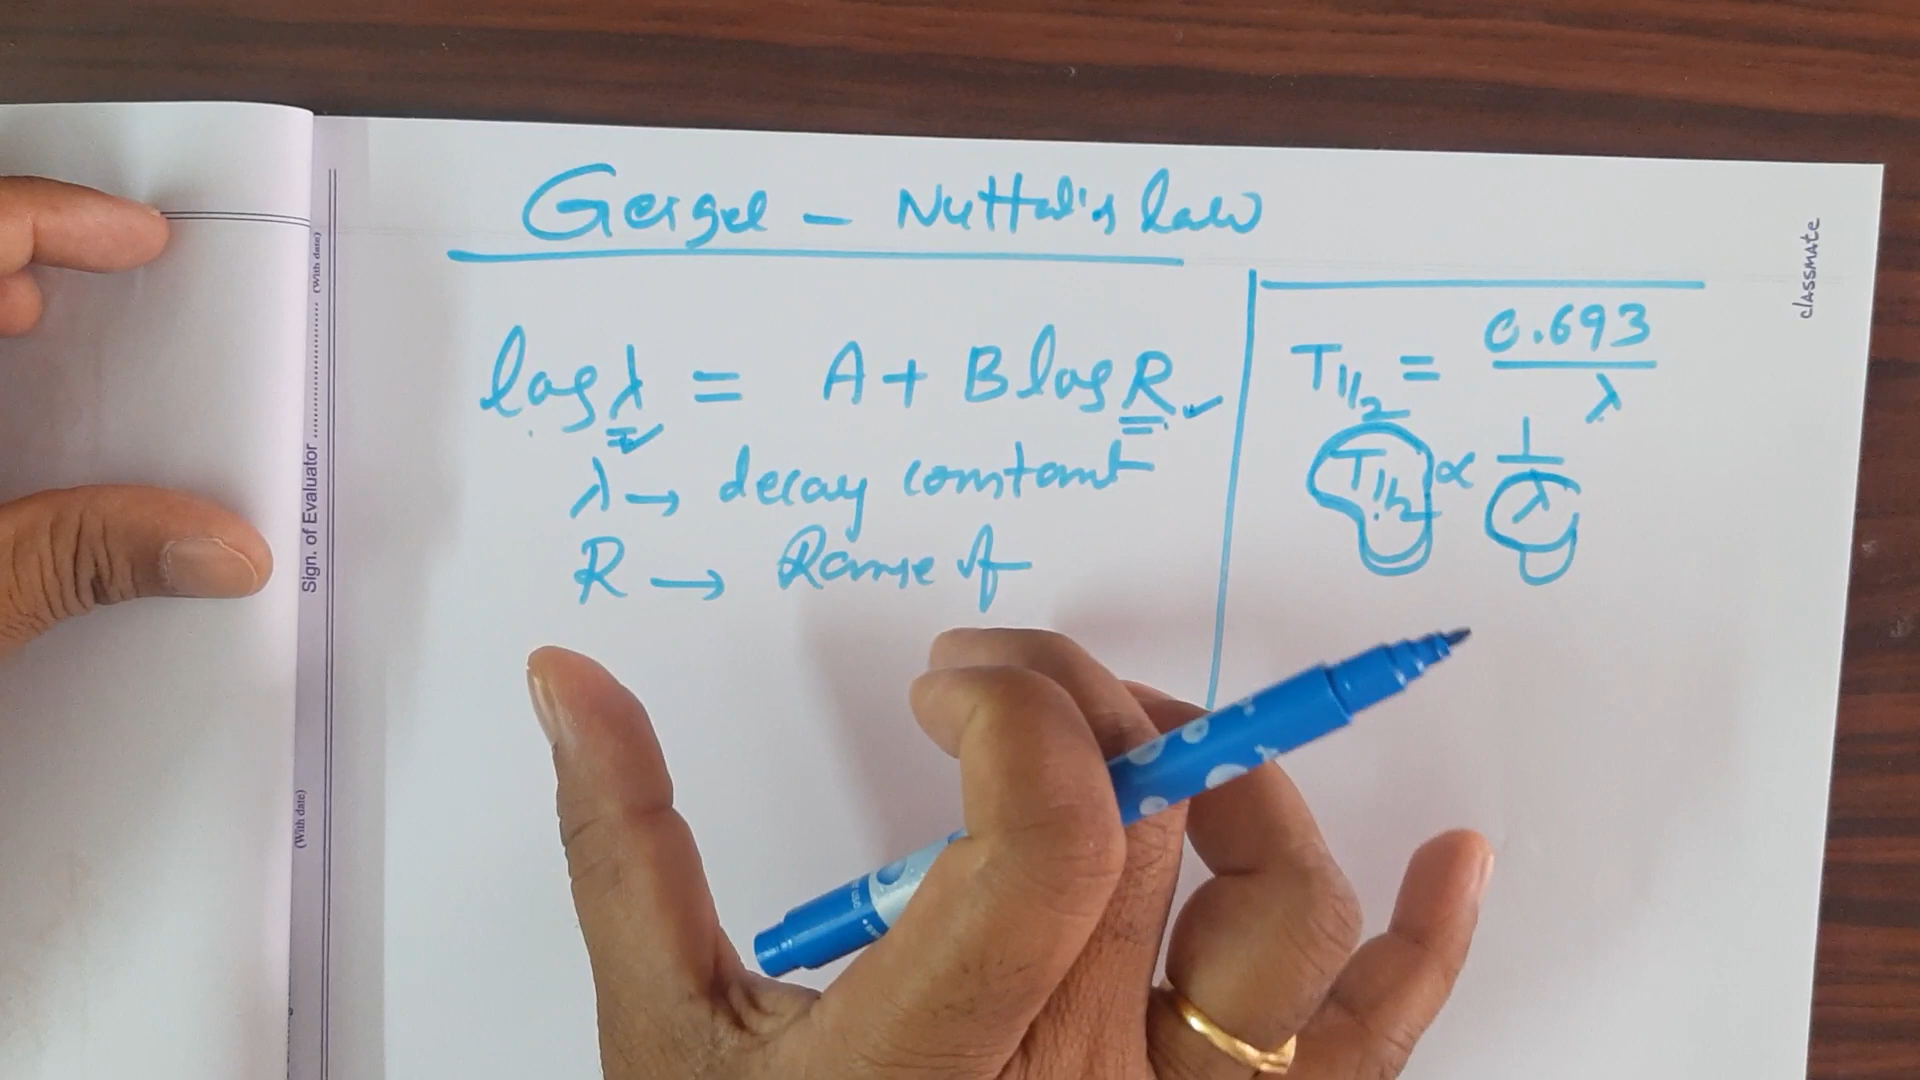 Geigel – Nuttal's law
log λ = A + B log R
λ → decay constant
R → Range of
T1/2 = 0.693 / λ
T1/2 ∝ 1 / λ
classmate
Sign. of Evaluator .................... (With date)
(With date)